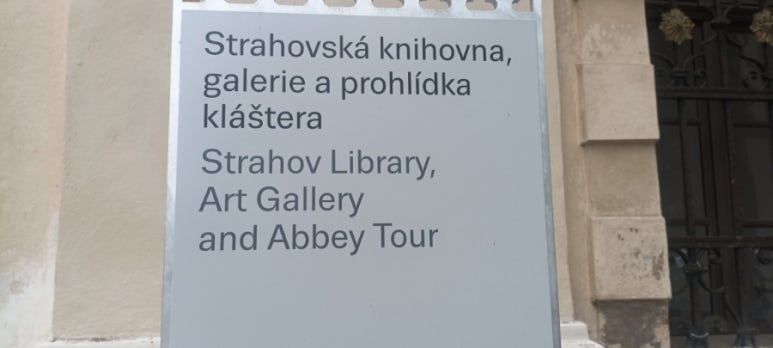 Strahovská knihovna,
galerie a prohlídka
kláštera
Strahov Library,
Art Gallery
and Abbey Tour